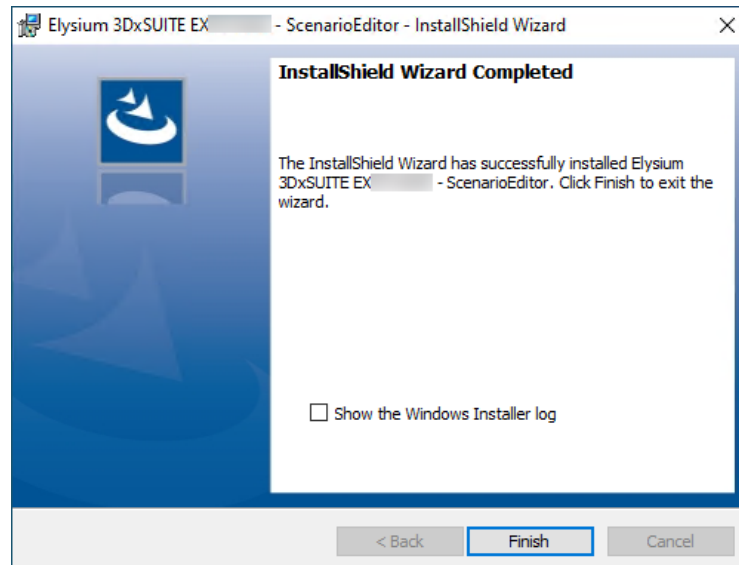 Elysium 3DxSUITE EX - ScenarioEditor - InstallShield Wizard
InstallShield Wizard Completed
The InstallShield Wizard has successfully installed Elysium
3DxSUITE EX - ScenarioEditor. Click Finish to exit the
wizard.
Show the Windows Installer log
< Back Finish Cancel